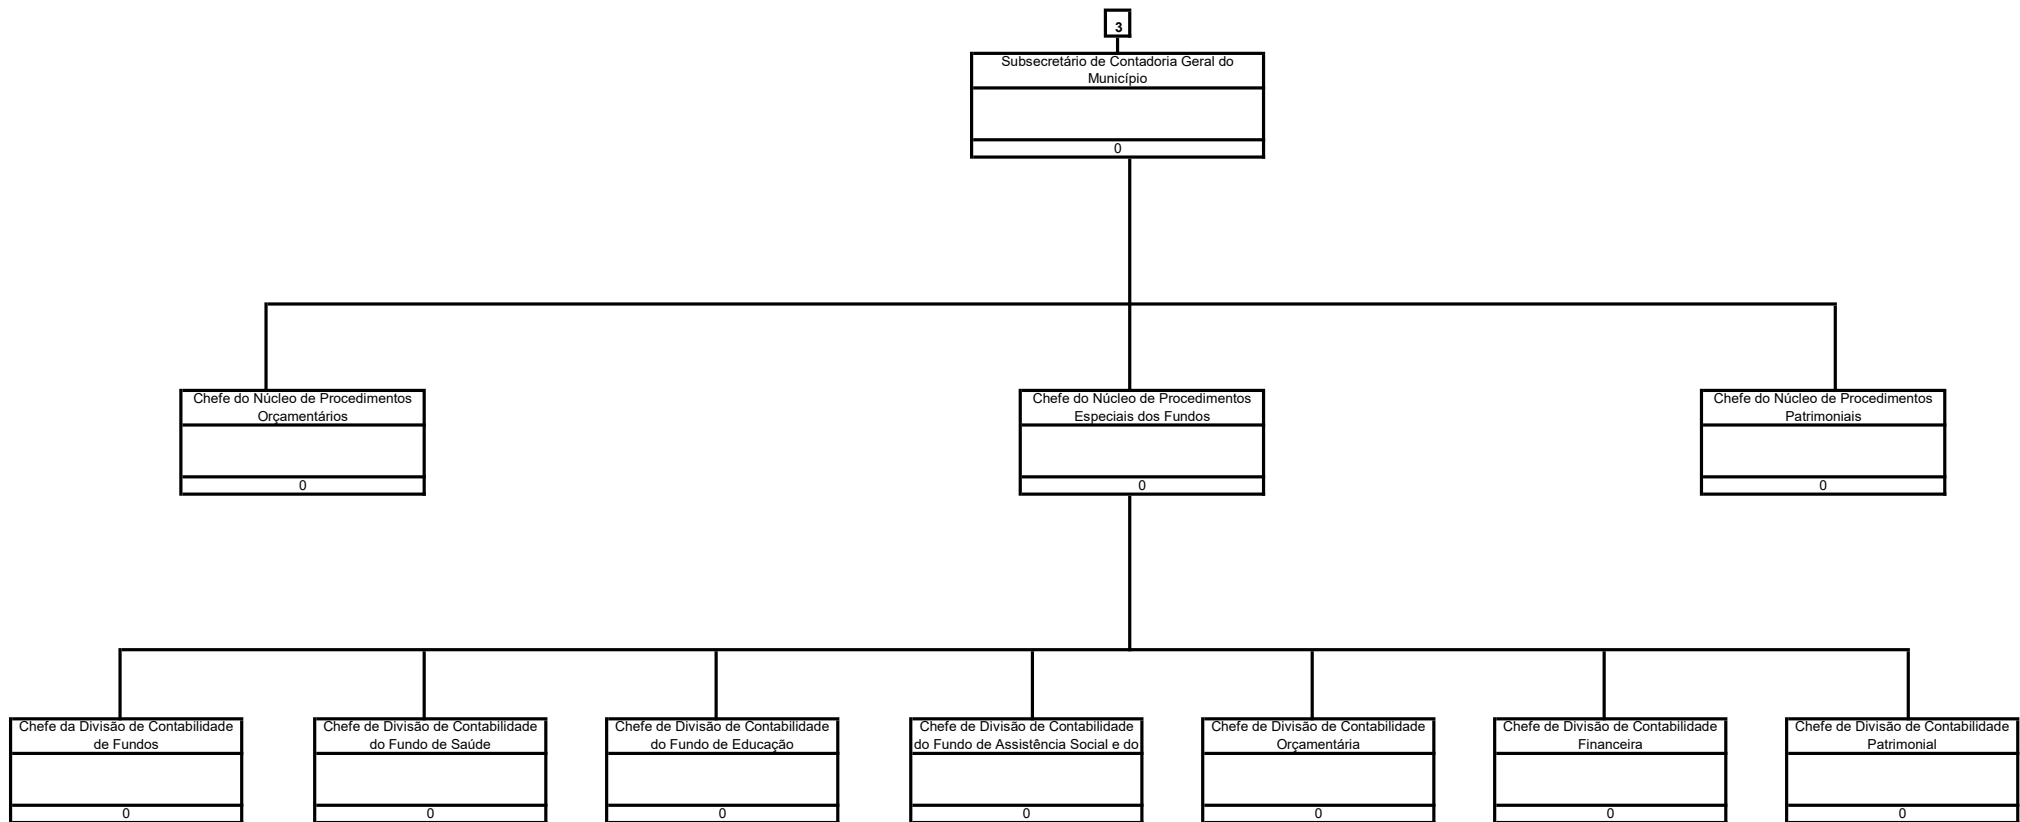 3
Subsecretário de Contadoria Geral do
Município
0
Chefe do Núcleo de Procedimentos
Orçamentários
0
Chefe do Núcleo de Procedimentos
Especiais dos Fundos
0
Chefe do Núcleo de Procedimentos
Patrimoniais
0
Chefe da Divisão de Contabilidade
de Fundos
0
Chefe de Divisão de Contabilidade
do Fundo de Saúde
0
Chefe de Divisão de Contabilidade
do Fundo de Educação
0
Chefe de Divisão de Contabilidade
do Fundo de Assistência Social e do
0
Chefe de Divisão de Contabilidade
Orçamentária
0
Chefe de Divisão de Contabilidade
Financeira
0
Chefe de Divisão de Contabilidade
Patrimonial
0